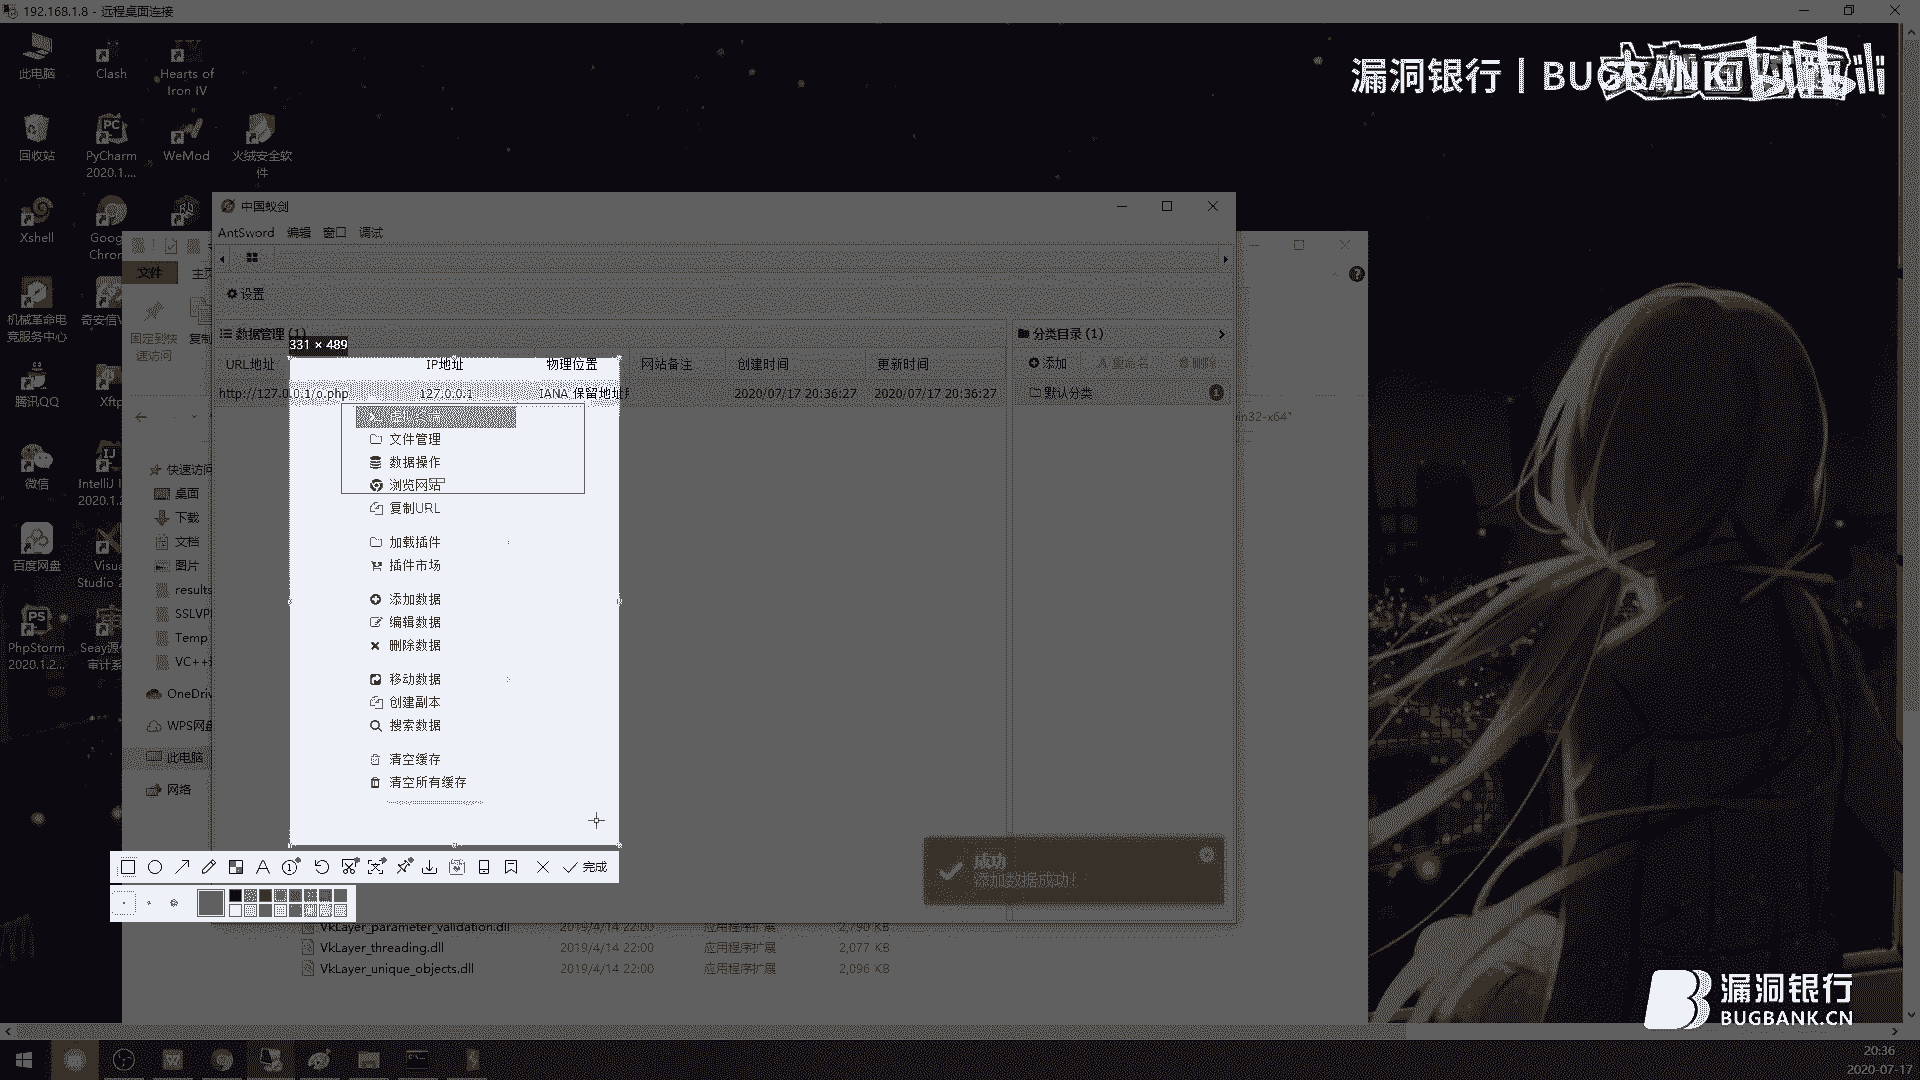 192.168.1.8 - 远程桌面连接
漏洞银行丨BUGBANK
此电脑
Clash
Hearts of
Iron IV
回收站
PyCharm
2020.1....
WeMod
火绒安全软
件
Xshell
Goog
Chron
机械革命电
竞服务中心
奇安信V
腾讯QQ
Xftp
微信
IntelliJ I
2020.1.2
百度网盘
Visua
Studio 2
PhpStorm
2020.1.2...
Seay源
审计系
文件
主页
固定到快
速访问
复制
快速访问
桌面
下载
文档
图片
results
SSLVP
Temp
VC++
OneDriv
WPS网盘
此电脑
网络
中国蚁剑
AntSword 编辑 窗口 调试
设置
数据管理 (1)
分类目录 (1)
331 × 489
URL地址 IP地址 物理位置 网站备注 创建时间 更新时间
添加 重命名 删除
http://127.0.0.1/o.php 127.0.0.1 IANA 保留地址 2020/07/17 20:36:27 2020/07/17 20:36:27
默认分类 1
文件管理
数据操作
浏览网站
复制URL
加载插件
插件市场
添加数据
编辑数据
删除数据
移动数据
创建副本
搜索数据
清空缓存
清空所有缓存
win32-x64"
完成
成功
添加数据成功!
VkLayer_parameter_validation.dll 2019/4/14 22:00 应用程序扩展 2,790 KB
VkLayer_threading.dll 2019/4/14 22:00 应用程序扩展 2,077 KB
VkLayer_unique_objects.dll 2019/4/14 22:00 应用程序扩展 2,096 KB
漏洞银行
BUGBANK.CN
20:36
2020-07-17